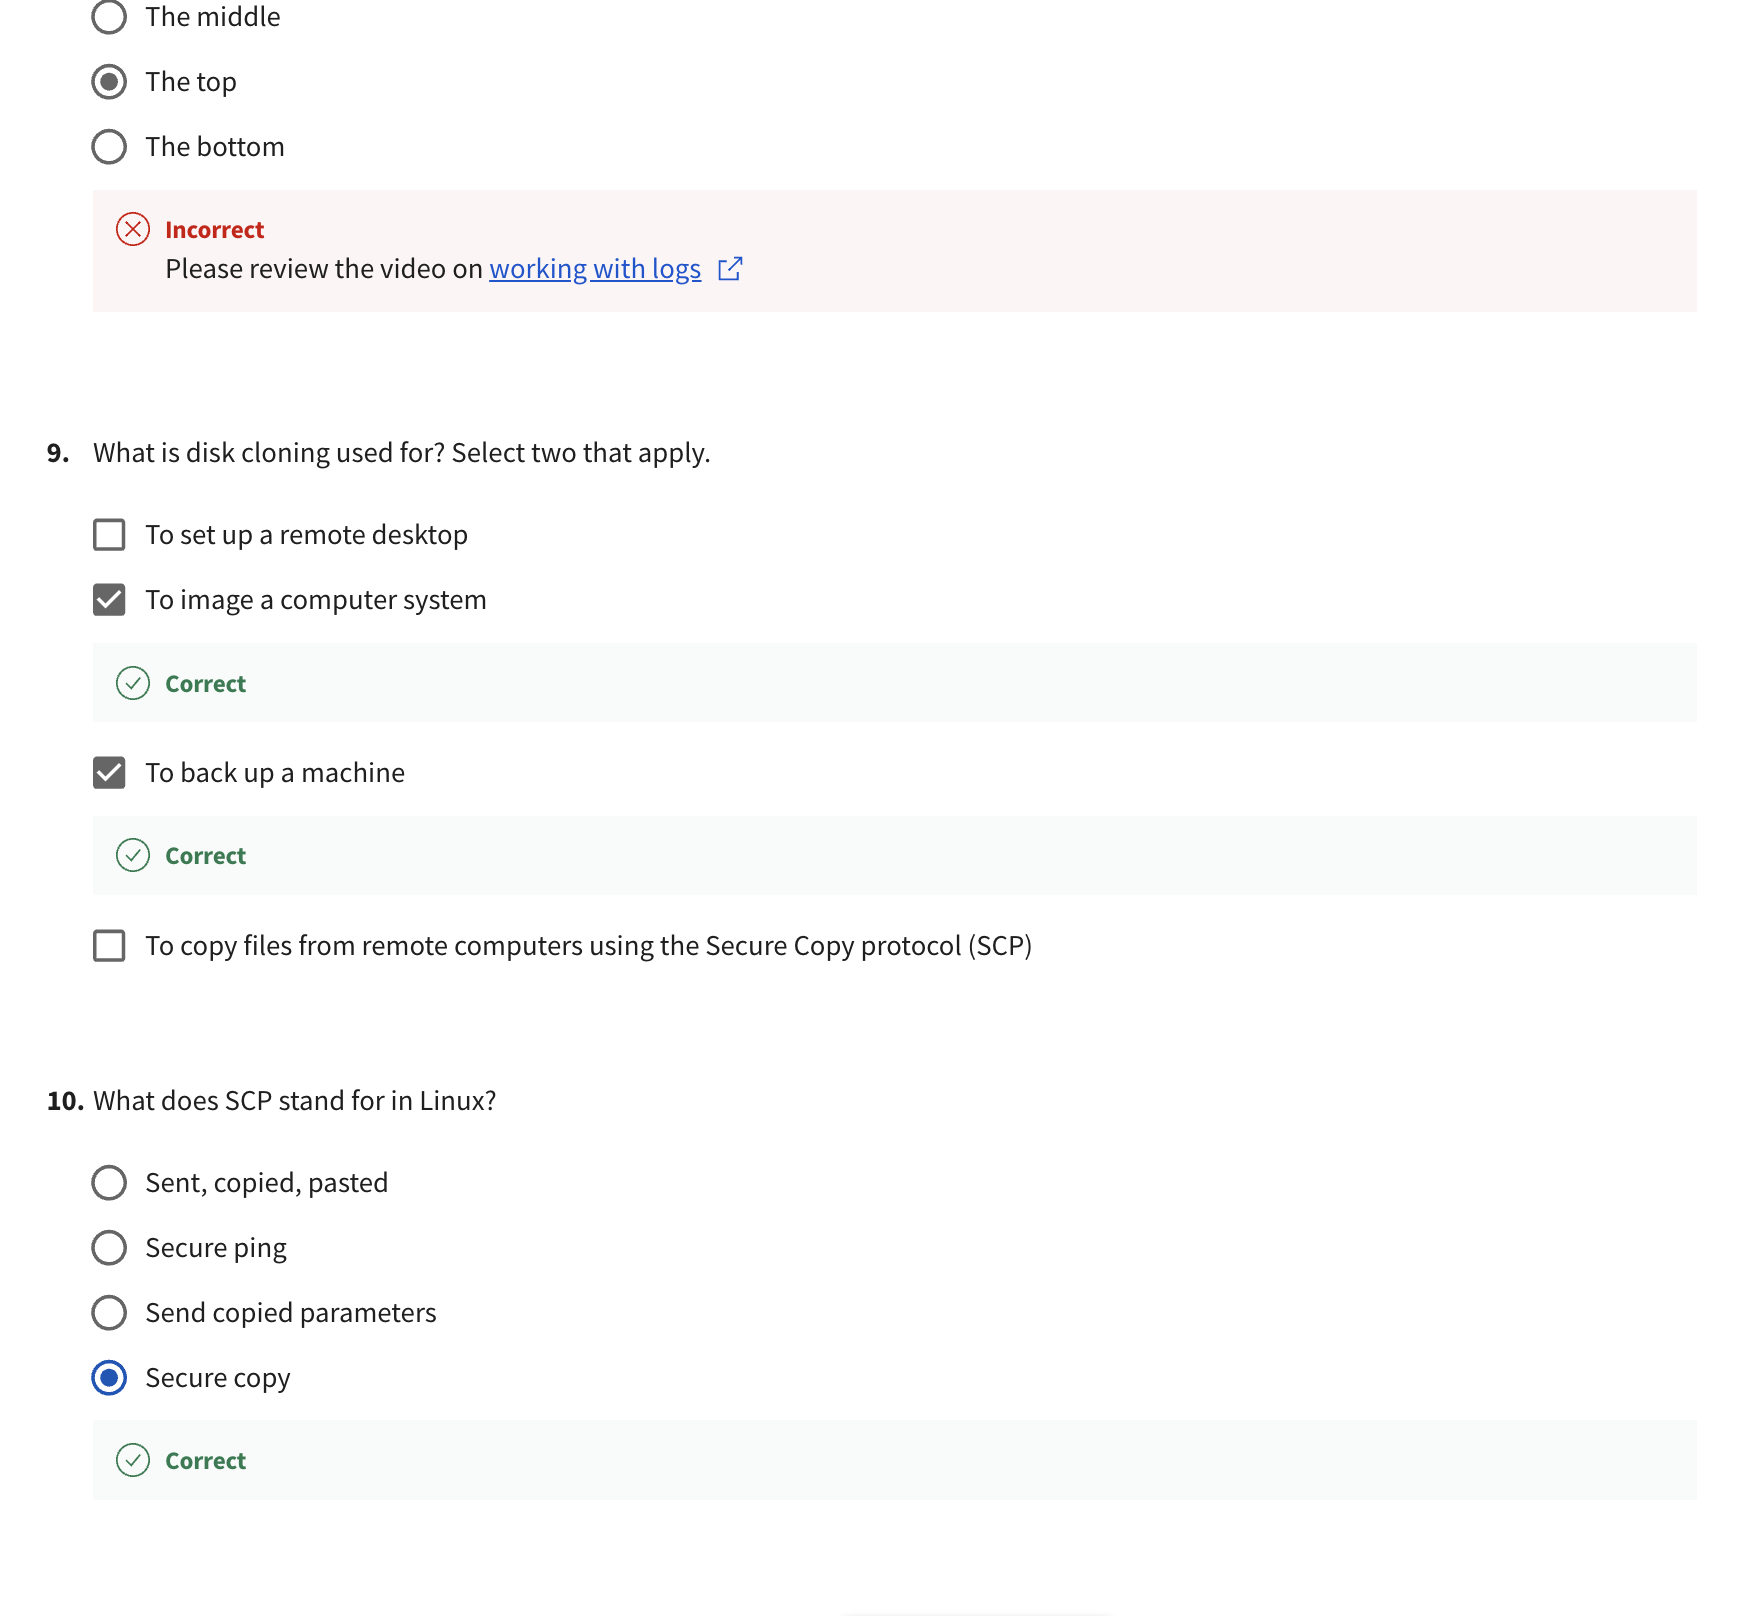 The middle
The top
The bottom
Incorrect
Please review the video on working with logs
9. What is disk cloning used for? Select two that apply.
To set up a remote desktop
To image a computer system
Correct
To back up a machine
Correct
To copy files from remote computers using the Secure Copy protocol (SCP)
10. What does SCP stand for in Linux?
Sent, copied, pasted
Secure ping
Send copied parameters
Secure copy
Correct